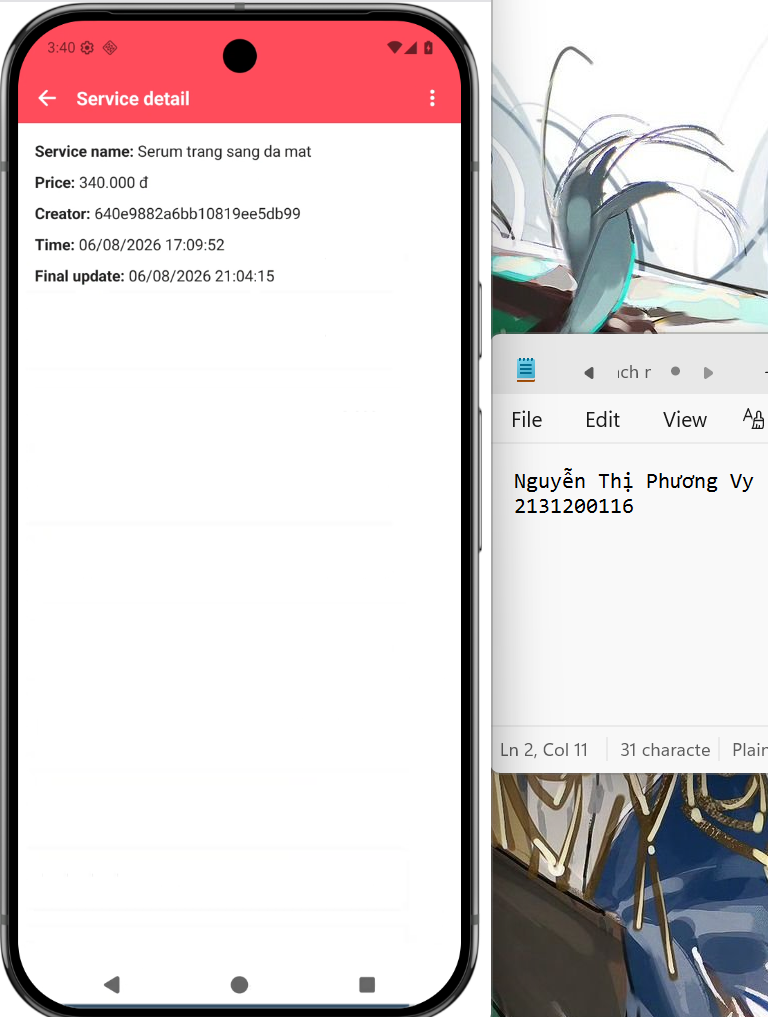 3:40
Service detail
Service name: Serum trang sang da mat
Price: 340.000 đ
Creator: 640e9882a6bb10819ee5db99
Time: 06/08/2026 17:09:52
Final update: 06/08/2026 21:04:15
ach r
File Edit View
Nguyễn Thị Phương Vy
2131200116
Ln 2, Col 11 31 characte Plain